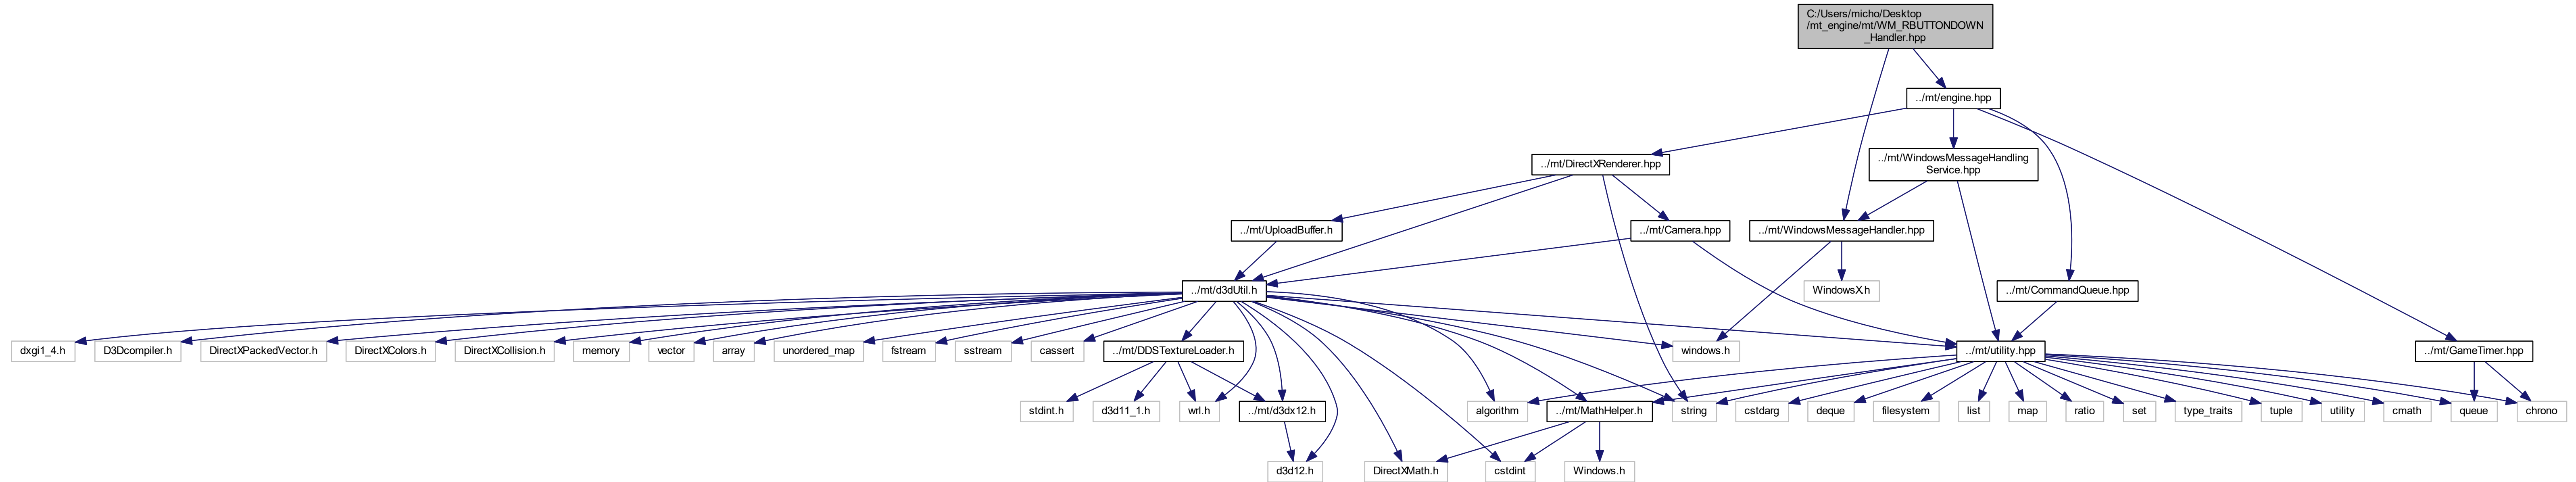 C:/Users/micho/Desktop
/mt_engine/mt/WM_RBUTTONDOWN
_Handler.hpp
../mt/engine.hpp
../mt/DirectXRenderer.hpp
../mt/WindowsMessageHandling
Service.hpp
../mt/UploadBuffer.h
../mt/Camera.hpp
../mt/WindowsMessageHandler.hpp
../mt/d3dUtil.h
WindowsX.h
../mt/CommandQueue.hpp
dxgi1_4.h
D3Dcompiler.h
DirectXPackedVector.h
DirectXColors.h
DirectXCollision.h
memory
vector
array
unordered_map
fstream
sstream
cassert
../mt/DDSTextureLoader.h
windows.h
../mt/utility.hpp
../mt/GameTimer.hpp
stdint.h
d3d11_1.h
wrl.h
../mt/d3dx12.h
algorithm
../mt/MathHelper.h
string
cstdarg
deque
filesystem
list
map
ratio
set
type_traits
tuple
utility
cmath
queue
chrono
d3d12.h
DirectXMath.h
cstdint
Windows.h